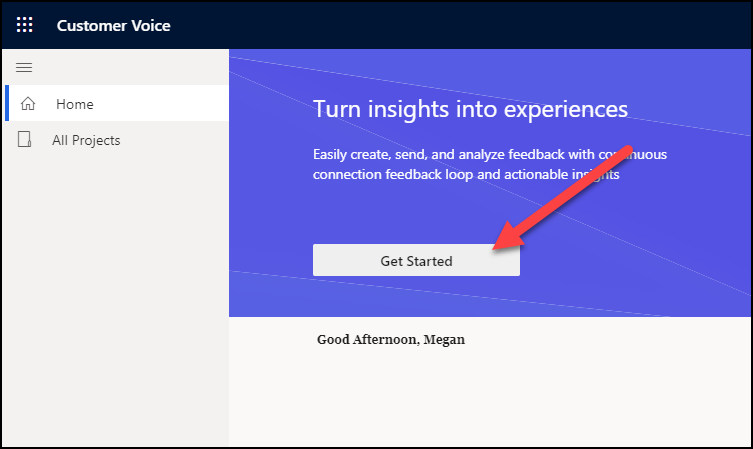 Customer Voice
Home
All Projects
Turn insights into experiences
Easily create, send, and analyze feedback with continuous
connection feedback loop and actionable insights
Get Started
Good Afternoon, Megan